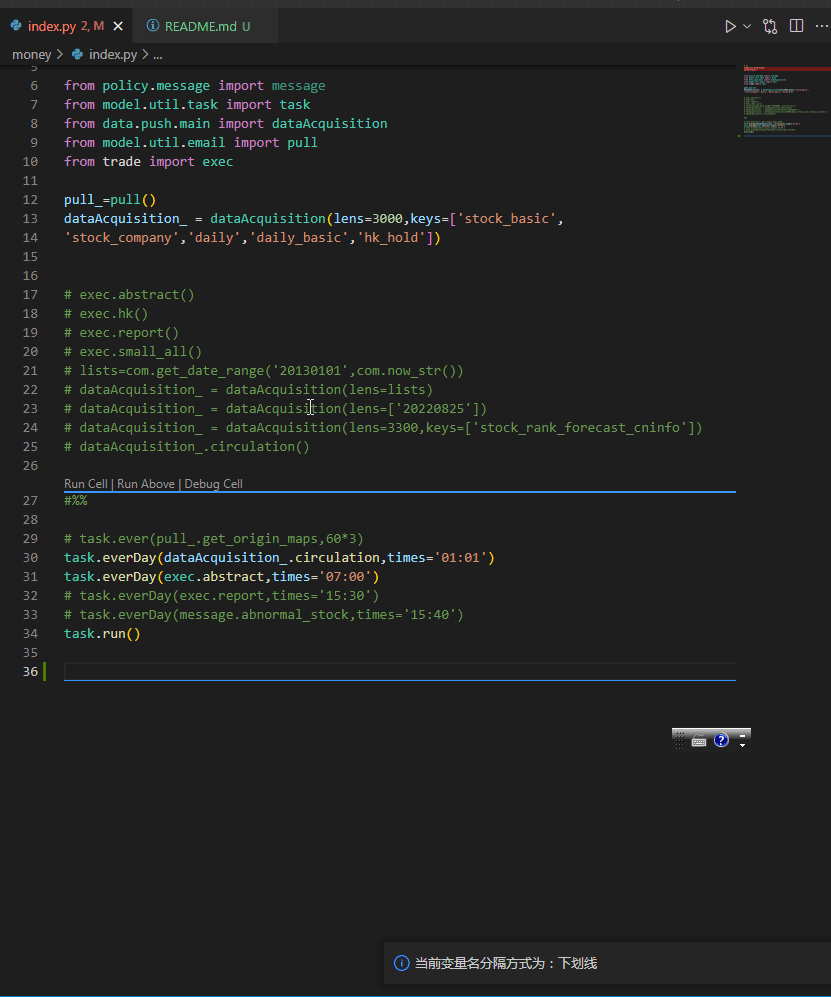 index.py 2, M
README.md U
money > index.py > ...
5
6 from policy.message import message
7 from model.util.task import task
8 from data.push.main import dataAcquisition
9 from model.util.email import pull
10 from trade import exec
11
12 pull_=pull()
13 dataAcquisition_ = dataAcquisition(lens=3000,keys=['stock_basic',
14 'stock_company','daily','daily_basic','hk_hold'])
15
16
17 # exec.abstract()
18 # exec.hk()
19 # exec.report()
20 # exec.small_all()
21 # lists=com.get_date_range('20130101',com.now_str())
22 # dataAcquisition_ = dataAcquisition(lens=lists)
23 # dataAcquisition_ = dataAcquisition(lens=['20220825'])
24 # dataAcquisition_ = dataAcquisition(lens=3300,keys=['stock_rank_forecast_cninfo'])
25 # dataAcquisition_.circulation()
26
Run Cell | Run Above | Debug Cell
27 #%%
28
29 # task.ever(pull_.get_origin_maps,60*3)
30 task.everDay(dataAcquisition_.circulation,times='01:01')
31 task.everDay(exec.abstract,times='07:00')
32 # task.everDay(exec.report,times='15:30')
33 # task.everDay(message.abnormal_stock,times='15:40')
34 task.run()
35
36
当前变量名分隔方式为：下划线